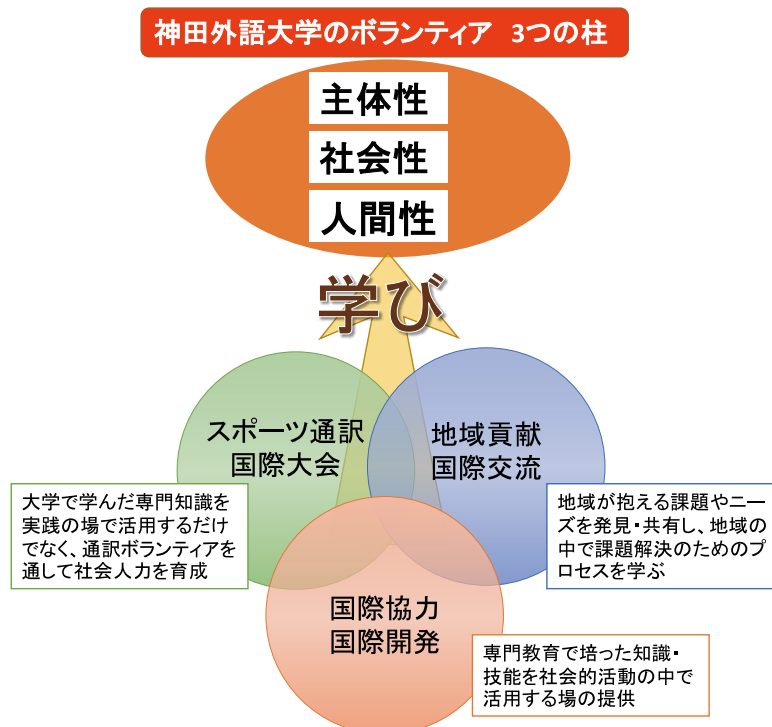 神田外語大学のボランティア 3つの柱
主体性
社会性
人間性
学び
スポーツ通訳
国際大会
地域貢献
国際交流
大学で学んだ専門知識を
実践の場で活用するだけ
でなく、通訳ボランティアを
通して社会人力を育成
地域が抱える課題やニー
ズを発見・共有し、地域の
中で課題解決のためのプ
ロセスを学ぶ
国際協力
国際開発
専門教育で培った知識・
技能を社会的活動の中で
活用する場の提供